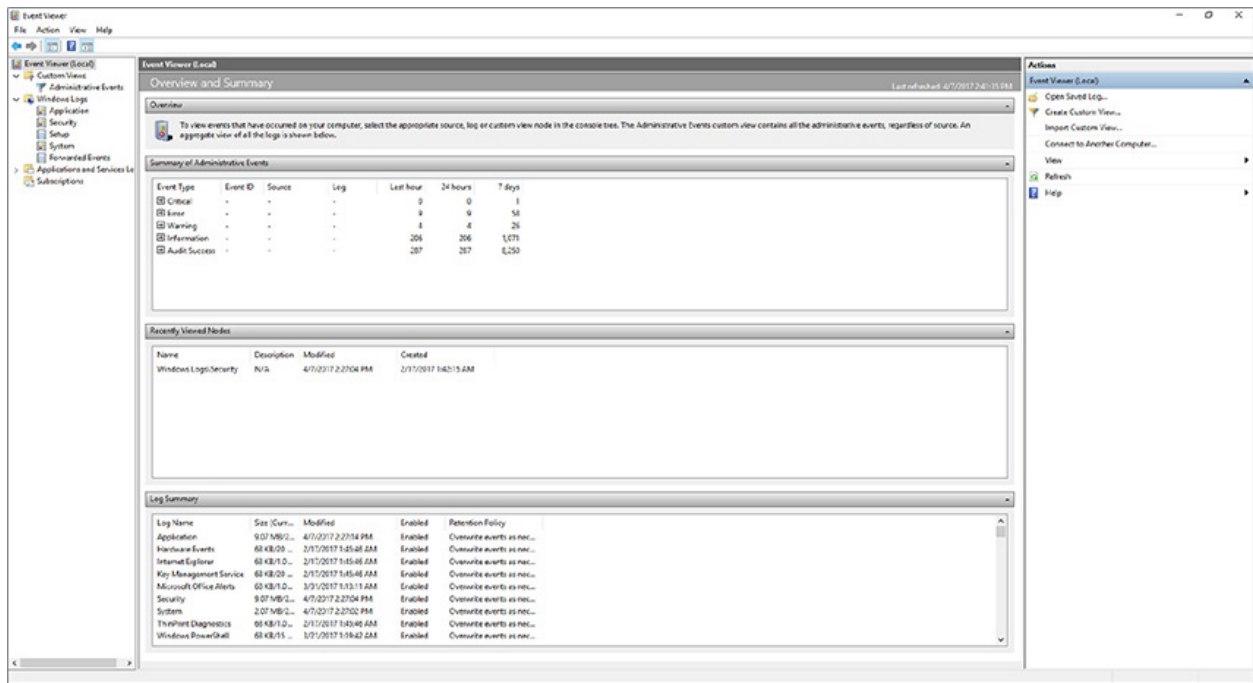 Event Viewer
File Action View Help
Event Viewer (Local)
Custom Views
Administrative Events
Windows Logs
Application
Security
Setup
System
Forwarded Events
Applications and Services Lo
Subscriptions
Event Viewer (Local)
Overview and Summary
Last refreshed: 4/7/2017 2:41:15 PM
Overview
To view events that have occurred on your computer, select the appropriate source, log or custom view node in the console tree. The Administrative Events custom view contains all the administrative events, regardless of source. An
aggregate view of all the logs is shown below.
Summary of Administrative Events
Event Type Event ID Source Log Last hour 24 hours 7 days
Critical - - - 0 0 1
Error - - - 9 9 58
Warning - - - 4 4 26
Information - - - 206 206 1,071
Audit Success - - - 287 287 8,250
Recently Viewed Nodes
Name Description Modified Created
Windows Logs\Security N/A 4/7/2017 2:27:04 PM 2/17/2017 1:42:15 AM
Log Summary
Log Name Size (Curr... Modified Enabled Retention Policy
Application 9.07 MB/2... 4/7/2017 2:27:14 PM Enabled Overwrite events as nec...
Hardware Events 68 KB/20 ... 2/17/2017 1:45:46 AM Enabled Overwrite events as nec...
Internet Explorer 68 KB/1.0... 2/17/2017 1:45:46 AM Enabled Overwrite events as nec...
Key Management Service 68 KB/20 ... 2/17/2017 1:45:46 AM Enabled Overwrite events as nec...
Microsoft Office Alerts 68 KB/1.0... 3/31/2017 1:13:11 AM Enabled Overwrite events as nec...
Security 9.07 MB/2... 4/7/2017 2:27:04 PM Enabled Overwrite events as nec...
System 2.07 MB/2... 4/7/2017 2:27:02 PM Enabled Overwrite events as nec...
ThinPrint Diagnostics 68 KB/1.0... 2/17/2017 1:45:46 AM Enabled Overwrite events as nec...
Windows PowerShell 68 KB/15 ... 1:19:42 AM Enabled Overwrite events as nec...
Actions
Event Viewer (Local)
Open Saved Log...
Create Custom View...
Import Custom View...
Connect to Another Computer...
View
Refresh
Help